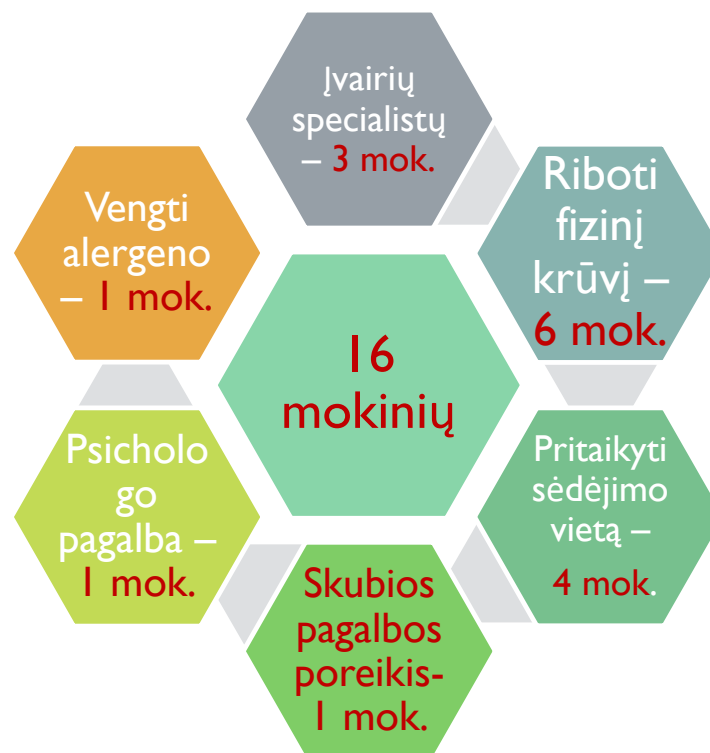 Įvairių
specialistų
– 3 mok.
Riboti
fizinį
krūvį –
6 mok.
Pritaikyti
sėdėjimo
vietą –
4 mok.
Skubios
pagalbos
poreikis-
1 mok.
Psicholo
go
pagalba –
1 mok.
Vengti
alergeno
– 1 mok.
16
mokinių